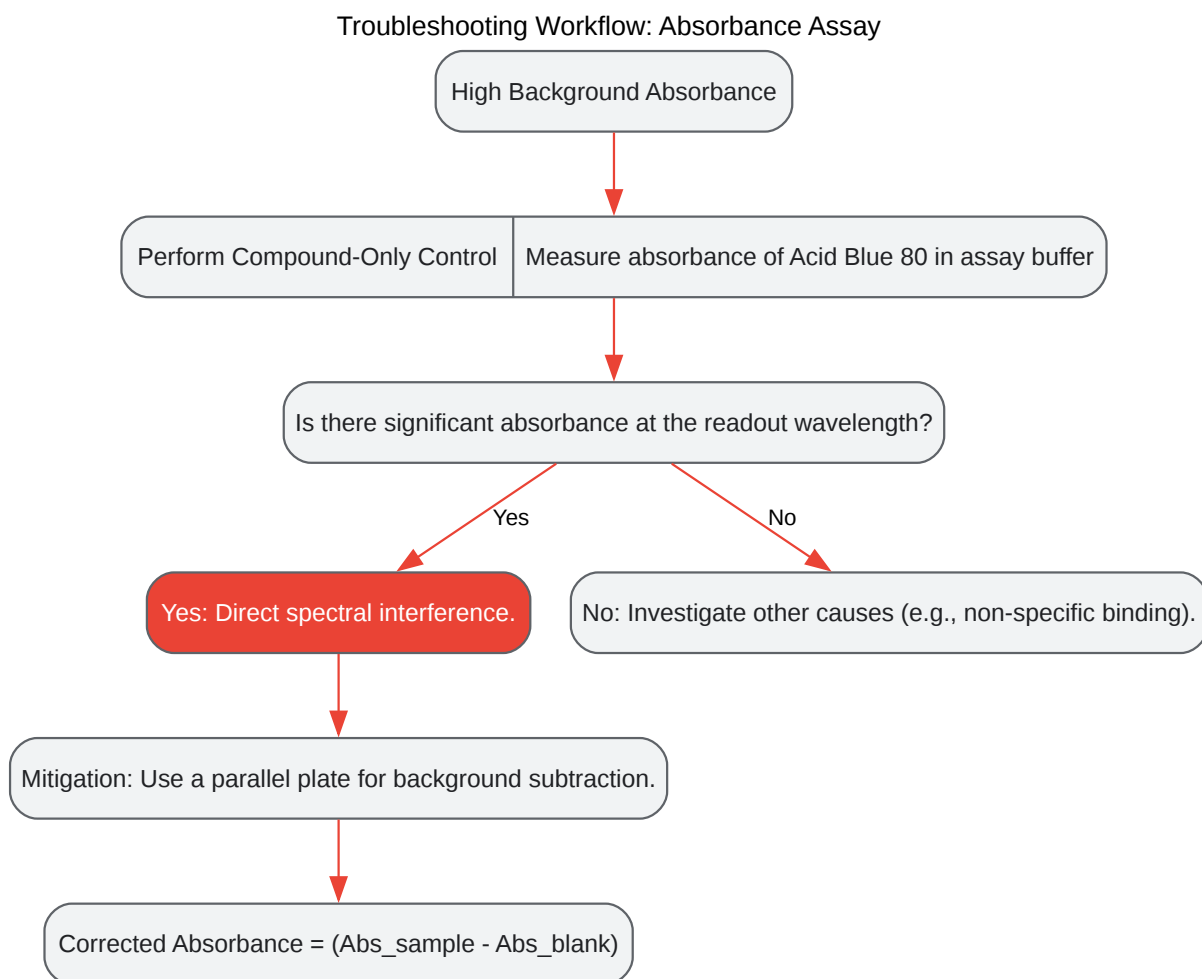 Troubleshooting Workflow: Absorbance Assay
High Background Absorbance
Perform Compound-Only Control
Measure absorbance of Acid Blue 80 in assay buffer
Is there significant absorbance at the readout wavelength?
Yes
No
Yes: Direct spectral interference.
No: Investigate other causes (e.g., non-specific binding).
Mitigation: Use a parallel plate for background subtraction.
Corrected Absorbance = (Abs_sample - Abs_blank)